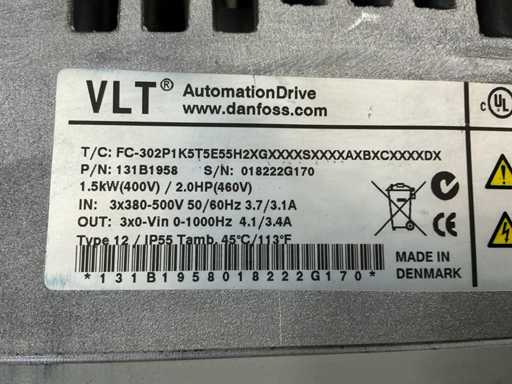 VLT® AutomationDrive
www.danfoss.com
T/C: FC-302P1K5T5E55H2XGXXXXSXXXXAXBXCXXXXDX
P/N: 131B1958 S/N: 018222G170
1.5kW(400V) / 2.0HP(460V)
IN: 3x380-500V 50/60Hz 3.7/3.1A
OUT: 3x0-Vin 0-1000Hz 4.1/3.4A
Type 12 / IP55 Tamb. 45°C/113°F
*131B1958018222G170*
MADE IN
DENMARK
c UL